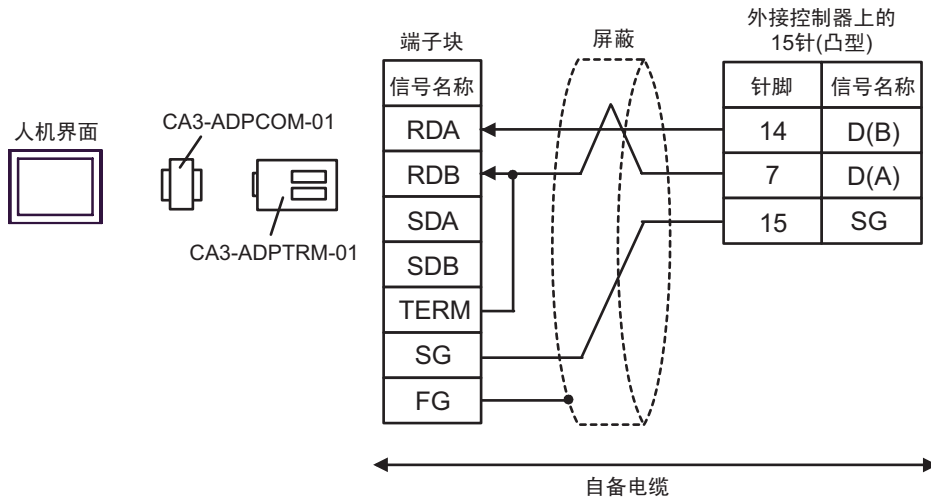 外接控制器上的
15针(凸型)
端子块
屏蔽
信号名称
针脚
信号名称
人机界面
CA3-ADPCOM-01
CA3-ADPTRM-01
RDA
14
D(B)
RDB
7
D(A)
SDA
15
SG
SDB
TERM
SG
FG
自备电缆